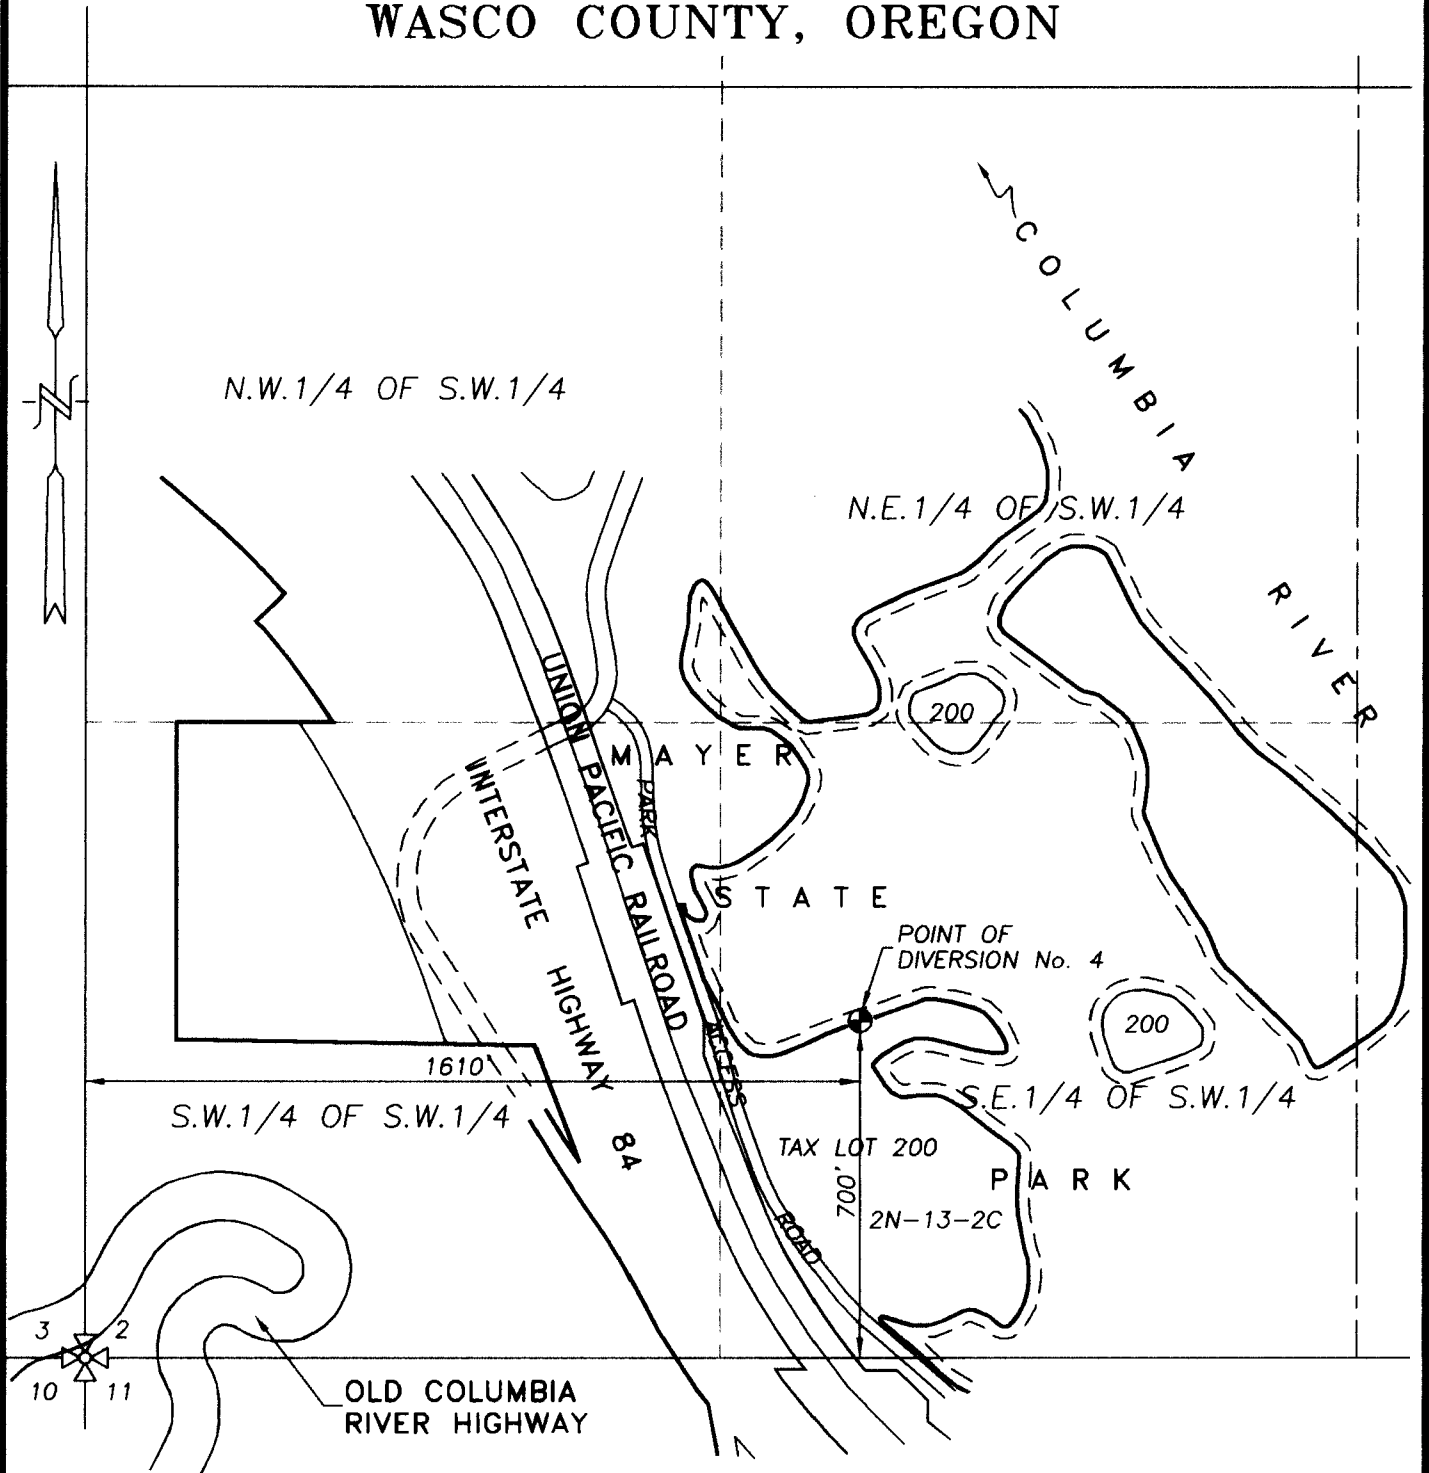 WASCO COUNTY, OREGON
COLUMBIA
RIVER
N
N.W.1/4 OF S.W.1/4
N.E.1/4 OF S.W.1/4
200
UNION PACIFIC RAILROAD
MAYER
STATE
PARK
INTERSTATE HIGHWAY 84
PARK
ACCESS
ROAD
POINT OF
DIVERSION No. 4
200
1610'
S.W.1/4 OF S.W.1/4
S.E.1/4 OF S.W.1/4
TAX LOT 200
700'
2N-13-2C
3 2
10 11
OLD COLUMBIA
RIVER HIGHWAY